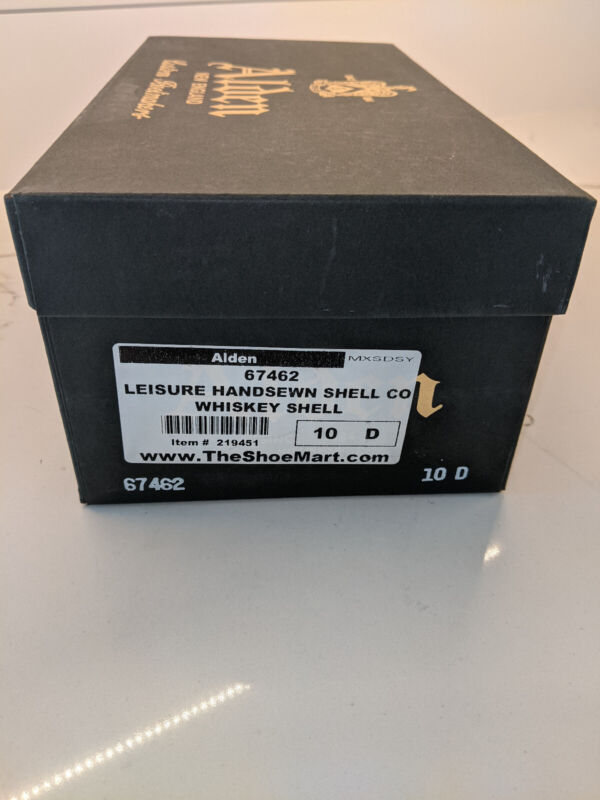 Alden
NEW ENGLAND
Alden
MXSDSY
67462
LEISURE HANDSEWN SHELL CO
WHISKEY SHELL
10 D
Item # 219451
www.TheShoeMart.com
n
67462
10 D